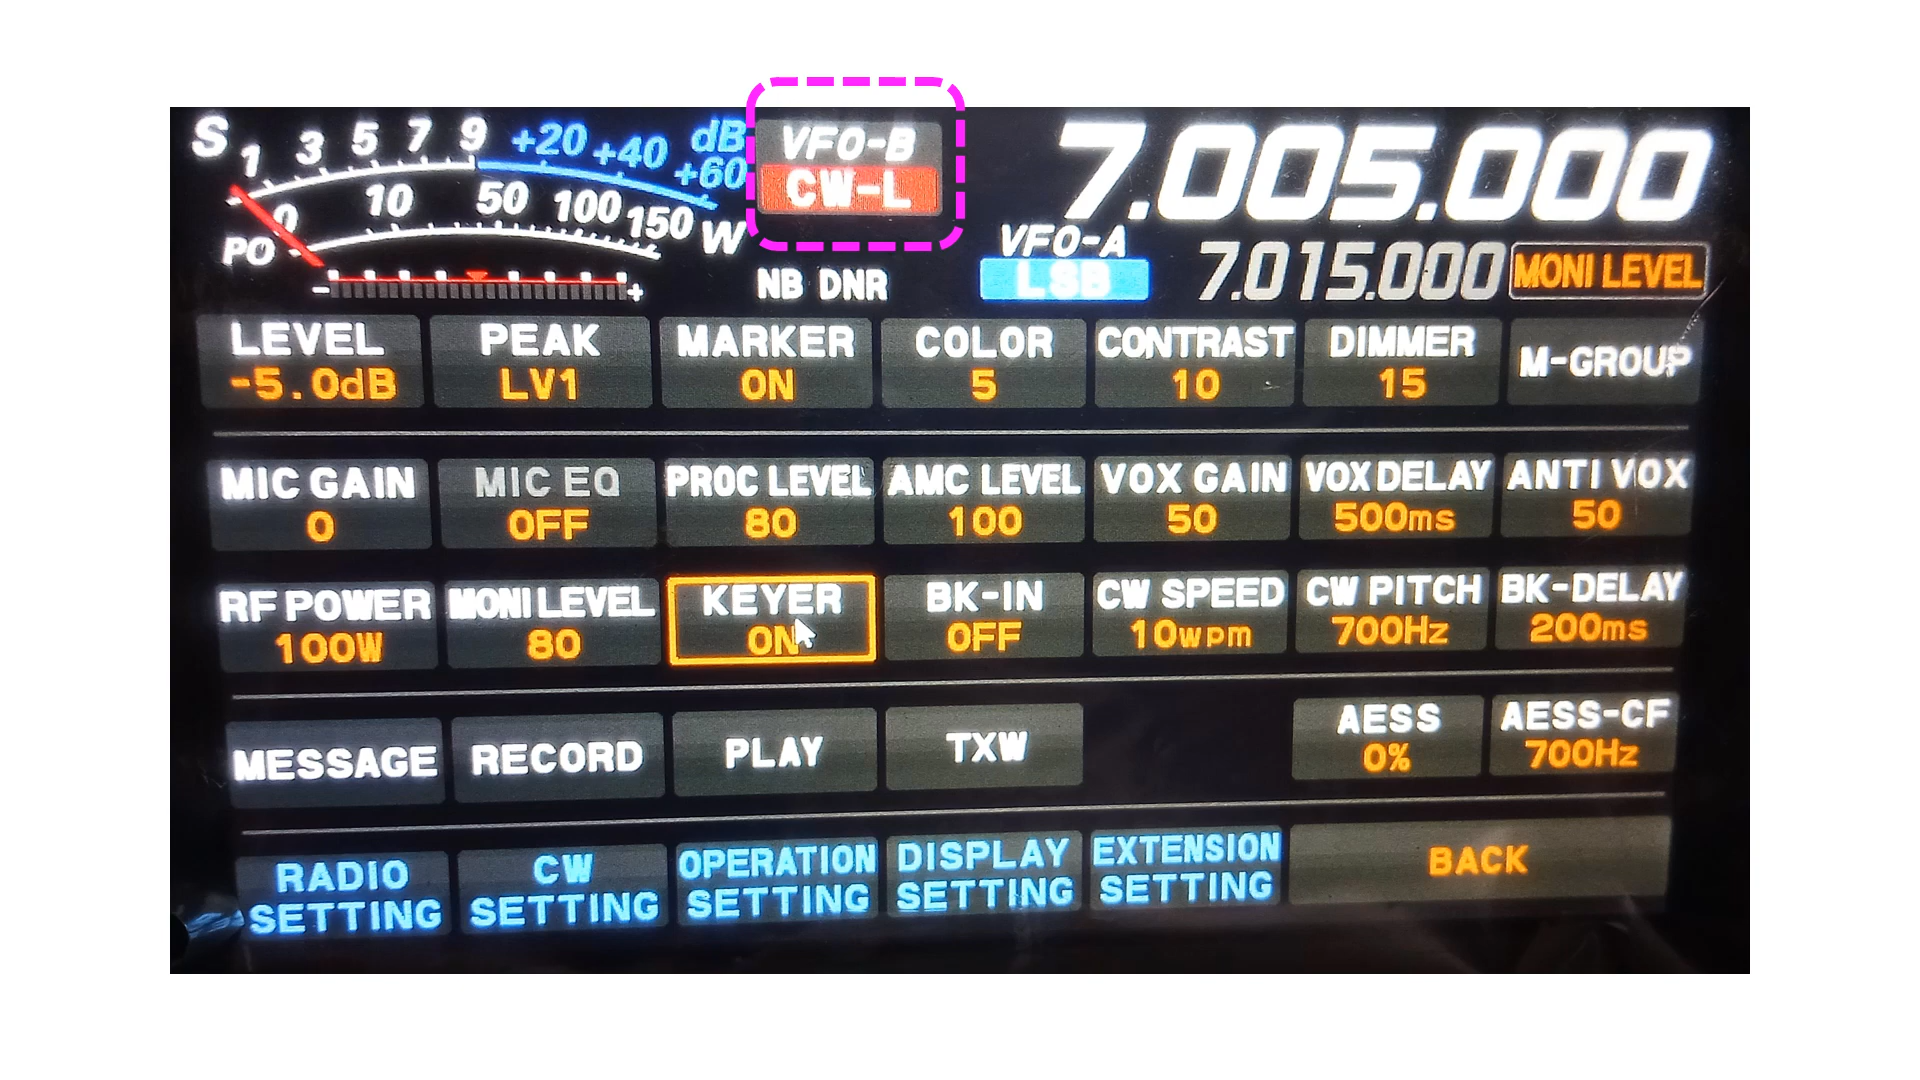 S 1 3 5 7 9 +20 +40 +60 dB
PO 0 10 50 100 150 W
- +
VFO-B
CW-L
7.005.000
NB DNR
VFO-A
LSB
7.015.000
MONI LEVEL
LEVEL
-5.0dB
PEAK
LV1
MARKER
ON
COLOR
5
CONTRAST
10
DIMMER
15
M-GROUP
MIC GAIN
0
MIC EQ
OFF
PROC LEVEL
80
AMC LEVEL
100
VOX GAIN
50
VOX DELAY
500ms
ANTI VOX
50
RF POWER
100W
MONI LEVEL
80
KEYER
ON
BK-IN
OFF
CW SPEED
10wpm
CW PITCH
700Hz
BK-DELAY
200ms
MESSAGE
RECORD
PLAY
TXW
AESS
0%
AESS-CF
700Hz
RADIO
SETTING
CW
SETTING
OPERATION
SETTING
DISPLAY
SETTING
EXTENSION
SETTING
BACK